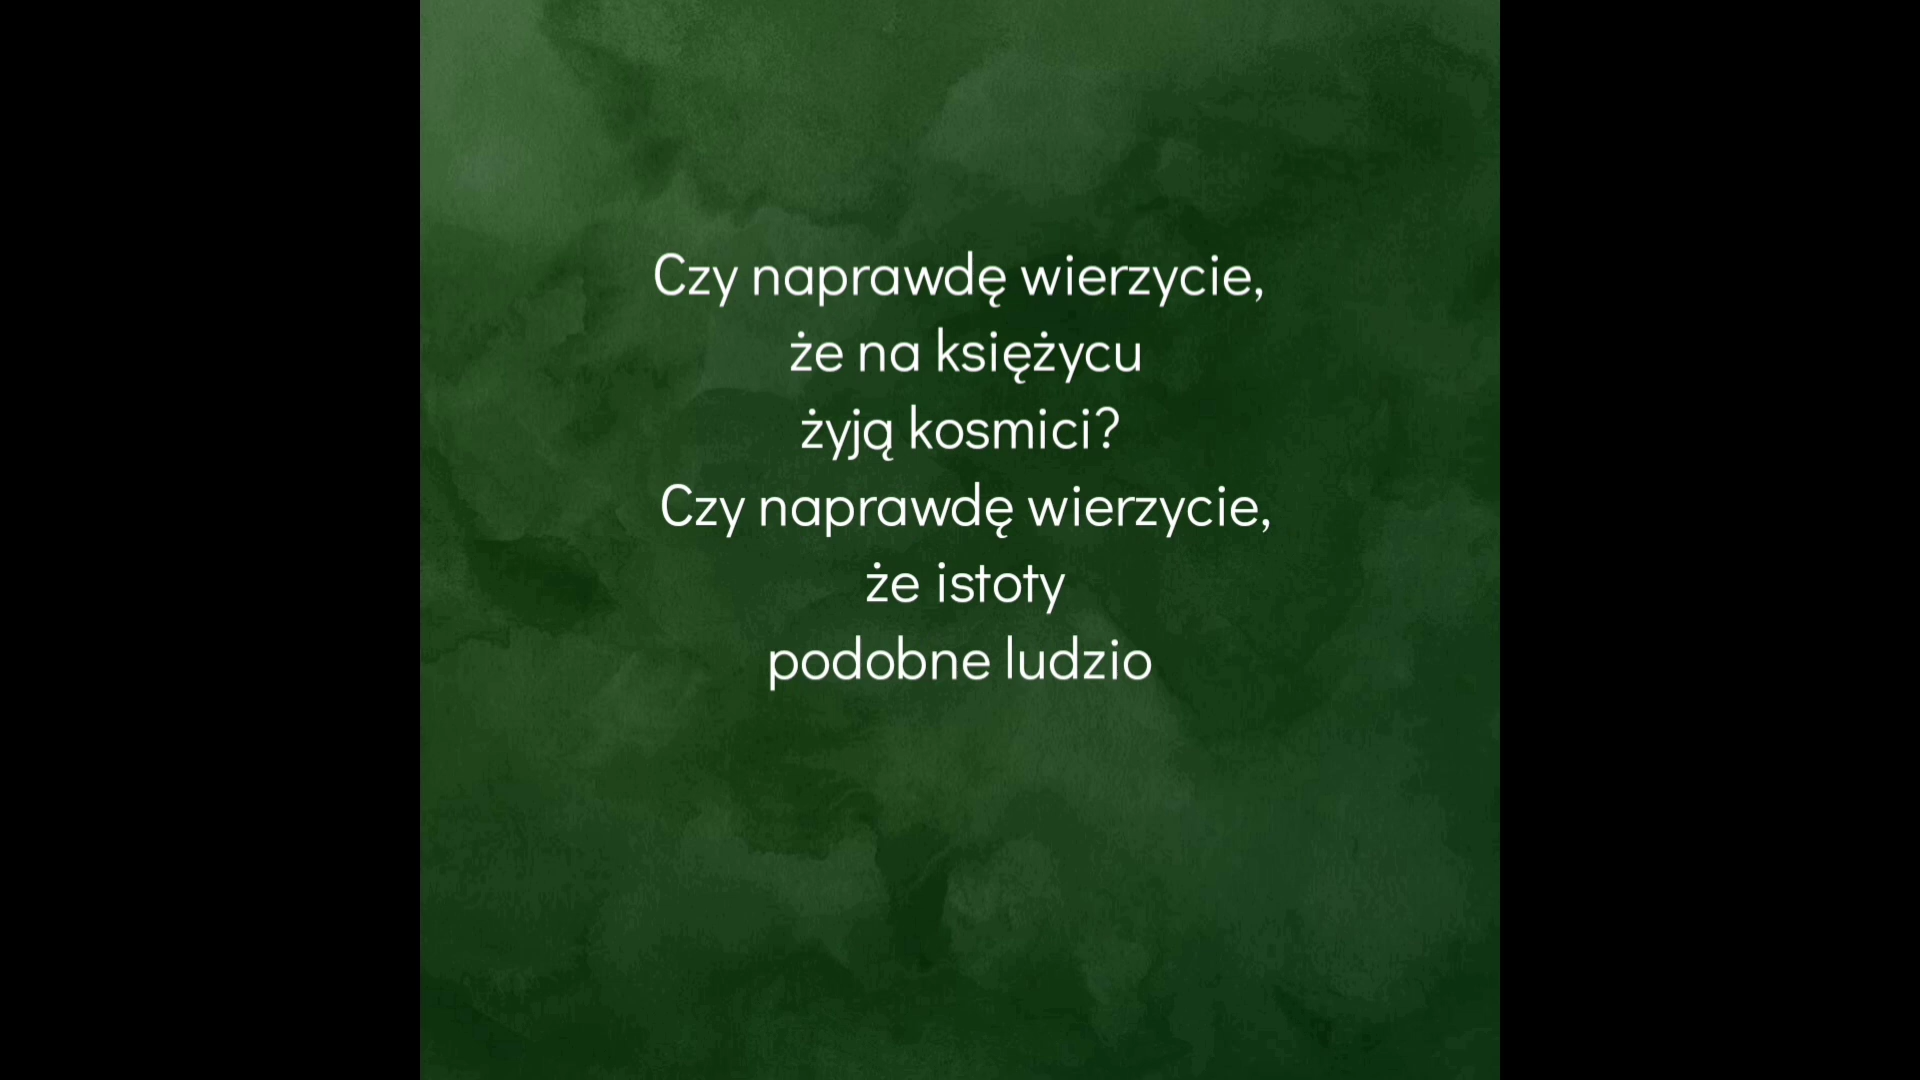 Czy naprawdę wierzycie,
że na księżycu
żyją kosmici?
Czy naprawdę wierzycie,
że istoty
podobne ludzio